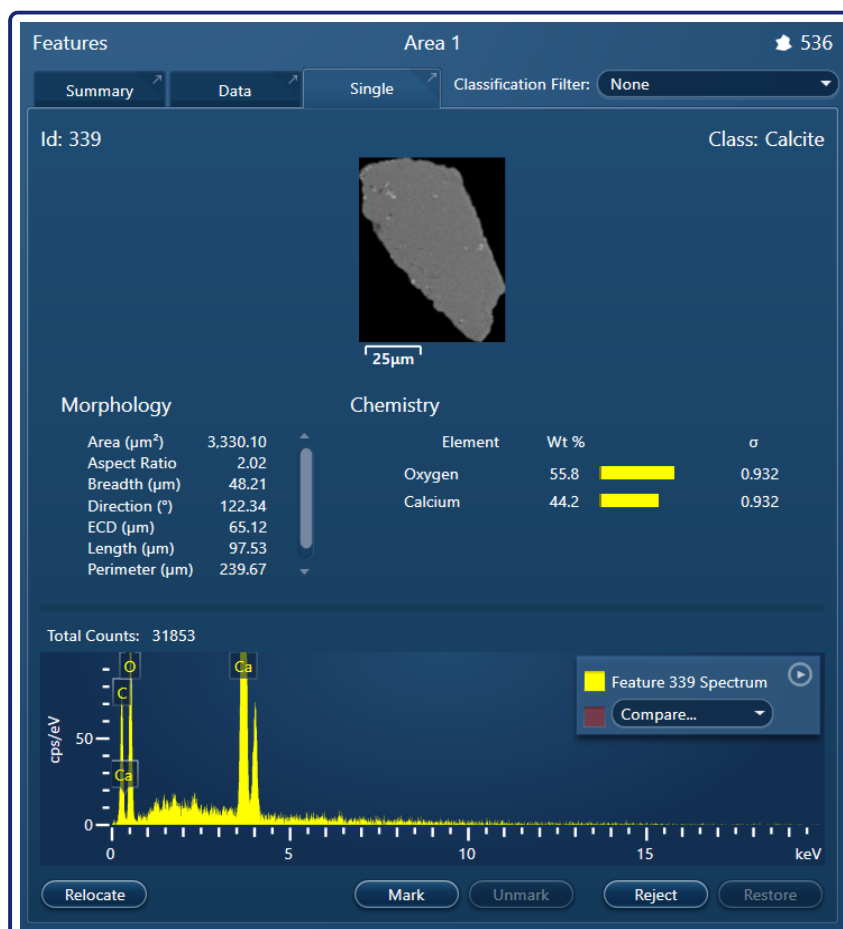 Features Area 1 536
Summary Data Single Classification Filter: None
Id: 339 Class: Calcite
25µm
Morphology Chemistry
Area (µm²) 3,330.10
Aspect Ratio 2.02
Breadth (µm) 48.21
Direction (°) 122.34
ECD (µm) 65.12
Length (µm) 97.53
Perimeter (µm) 239.67
Element Wt % σ
Oxygen 55.8 0.932
Calcium 44.2 0.932
Total Counts: 31853
O Ca
C
Ca
cps/eV
50
0
0 5 10 15 keV
Feature 339 Spectrum
Compare...
Relocate Mark Unmark Reject Restore